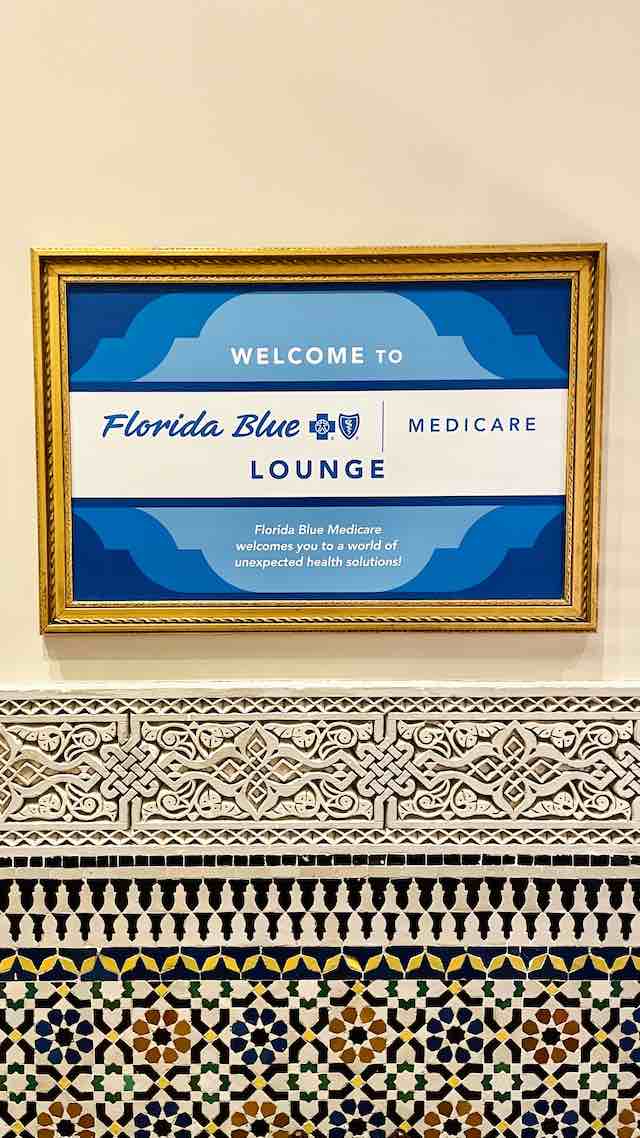 WELCOME TO
Florida Blue MEDICARE
LOUNGE
Florida Blue Medicare
welcomes you to a world of
unexpected health solutions!